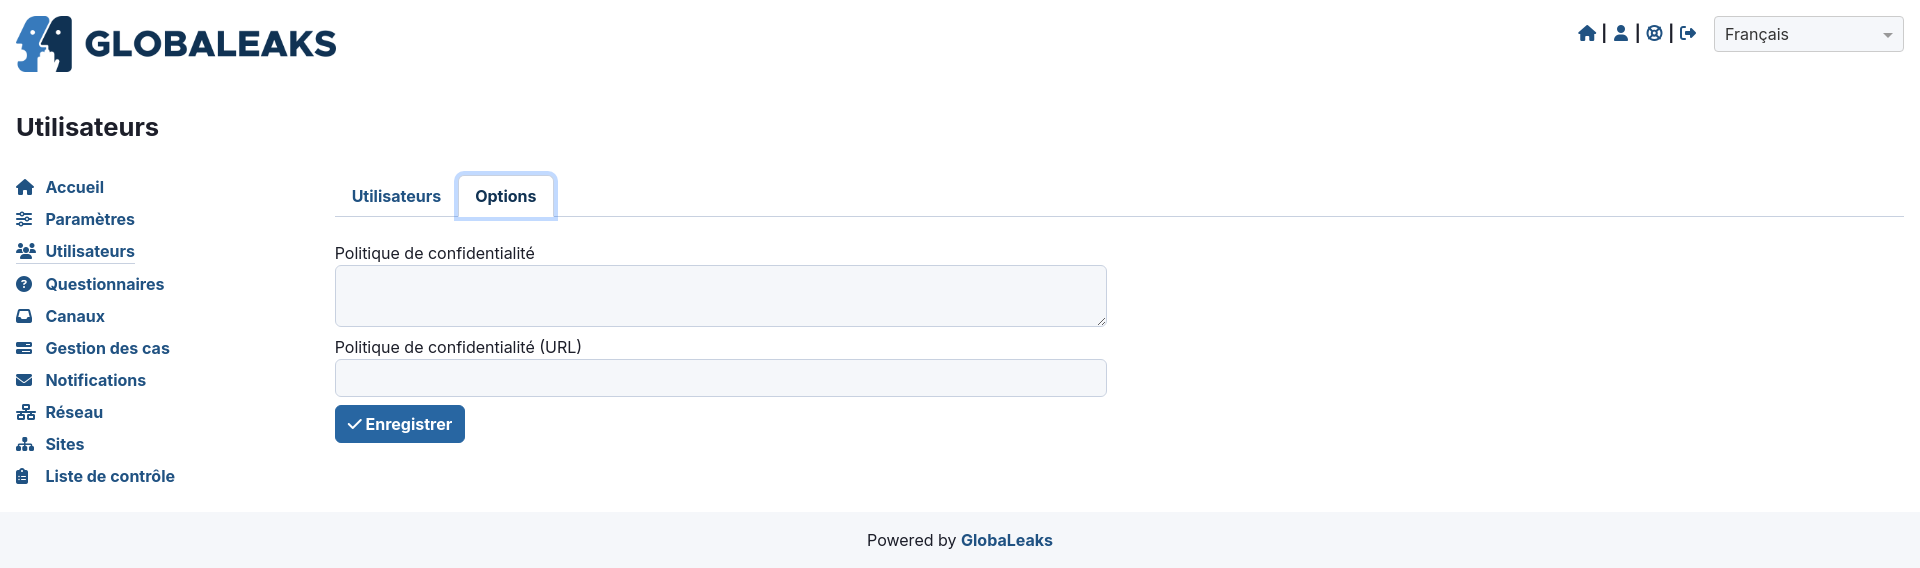 GLOBALEAKS
Français
Utilisateurs
Accueil
Paramètres
Utilisateurs
Questionnaires
Canaux
Gestion des cas
Notifications
Réseau
Sites
Liste de contrôle
Utilisateurs
Options
Politique de confidentialité
Politique de confidentialité (URL)
Enregistrer
Powered by GlobaLeaks